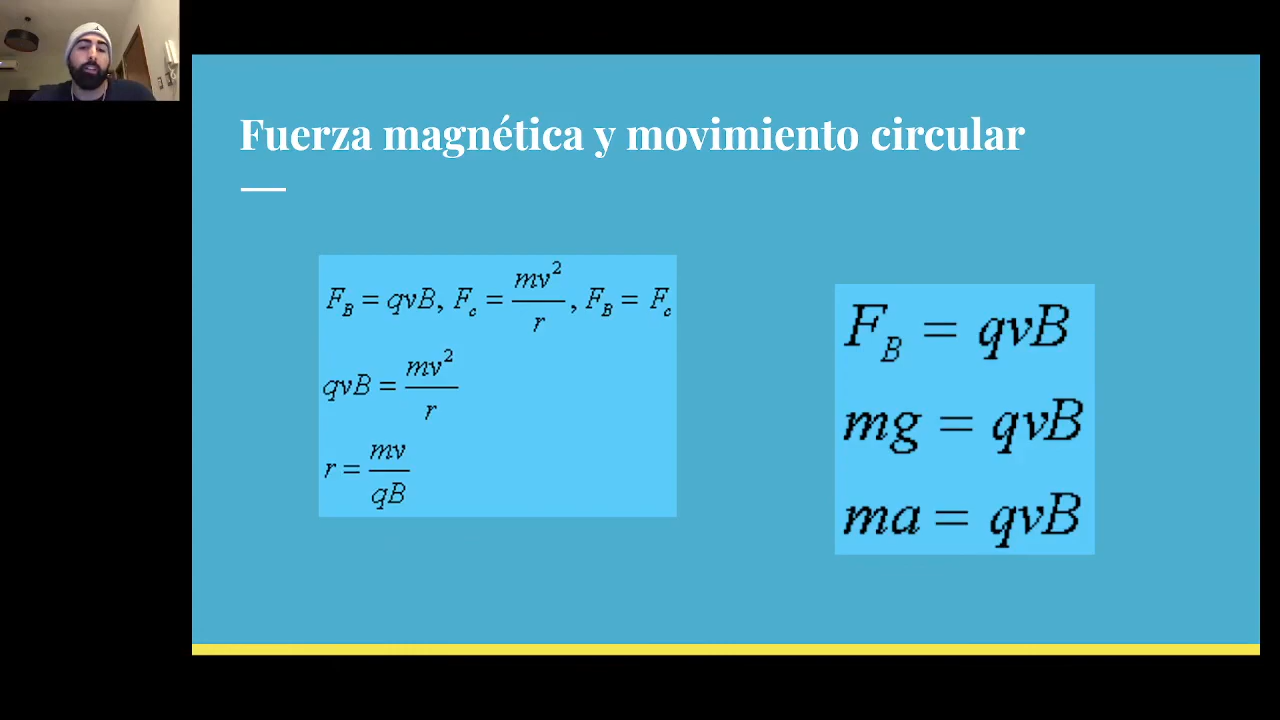 Fuerza magnética y movimiento circular
F_B = qvB, F_c = mv²/r, F_B = F_c
qvB = mv²/r
r = mv/qB
F_B = qvB
mg = qvB
ma = qvB